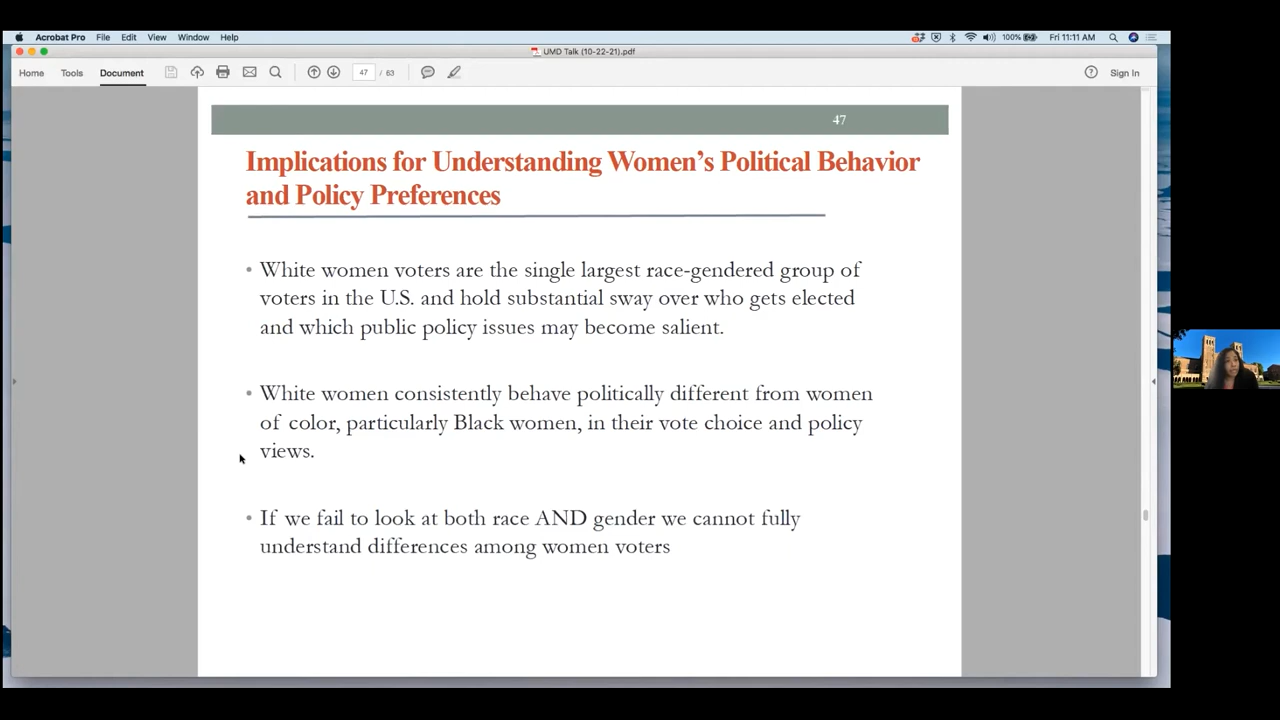 Acrobat Pro File Edit View Window Help 100% Fri 11:11 AM
UMD Talk (10-22-21).pdf
Home Tools Document 47 / 63 Sign In
47
Implications for Understanding Women's Political Behavior
and Policy Preferences
• White women voters are the single largest race-gendered group of
voters in the U.S. and hold substantial sway over who gets elected
and which public policy issues may become salient.
• White women consistently behave politically different from women
of color, particularly Black women, in their vote choice and policy
views.
• If we fail to look at both race AND gender we cannot fully
understand differences among women voters